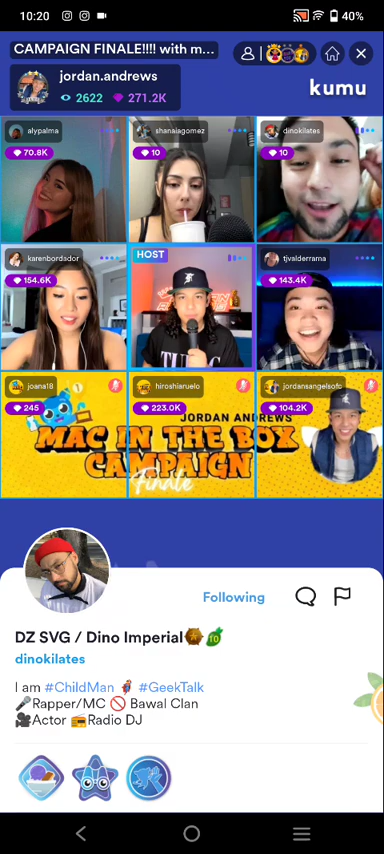 10:20
40%
CAMPAIGN FINALE!!!! with m...
jordan.andrews
2622 271.2K
kumu
alypalma
70.8K
shanaiagomez
10
dinokilates
10
karenbordador
154.6K
HOST
tjvalderrama
143.4K
joana18
245
hiroshiaruelo
223.0K
jordansangelsofc
104.2K
JORDAN ANDREWS
MAC IN THE BOX
CAMPAIGN
Finale
Following
DZ SVG / Dino Imperial
10
dinokilates
I am #ChildMan #GeekTalk
Rapper/MC Bawal Clan
Actor Radio DJ